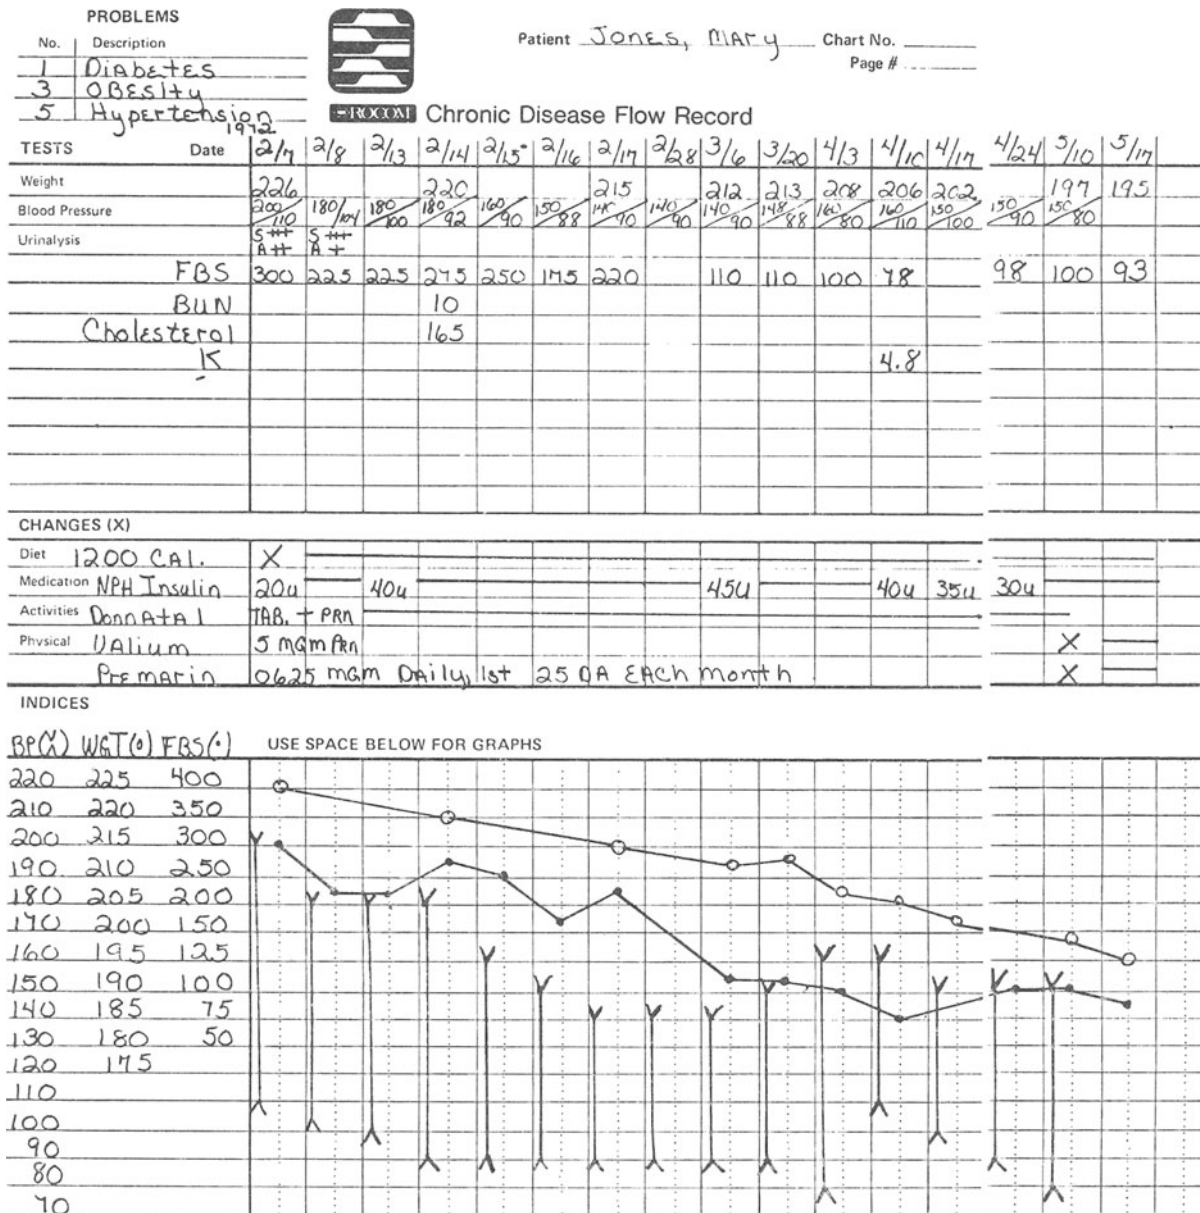 PROBLEMS
No. Description
1 Diabetes
3 Obesity
5 Hypertension
Patient Jones, Mary Chart No.
Page #
ROCOM Chronic Disease Flow Record
1972
TESTS Date 2/7 2/8 2/13 2/14 2/15 2/16 2/17 2/28 3/6 3/20 4/3 4/10 4/17 4/24 5/10 5/17
Weight 226 220 215 212 213 208 206 202 197 195
Blood Pressure 200/110 180/104 180/100 180/92 160/90 150/88 140/90 140/90 140/90 148/88 160/80 160/110 150/100 150/90 150/80
Urinalysis S +++ S +++
A ++ A +
FBS 300 225 225 275 250 175 220 110 110 100 78 98 100 93
BUN 10
Cholesterol 165
K 4.8
CHANGES (X)
Diet 1200 CAL. X
Medication NPH Insulin 20u 40u 45u 40u 35u 30u
Activities Donnatal TAB. + PRN
Physical Valium 5 mgm PRN X
Premarin 0625 mgm Daily, 1st 25 DA Each month X
INDICES
BP WGT(o) FBS(•) USE SPACE BELOW FOR GRAPHS
220 225 400
210 220 350
200 215 300
190 210 250
180 205 200
170 200 150
160 195 125
150 190 100
140 185 75
130 180 50
120 175
110
100
90
80
70